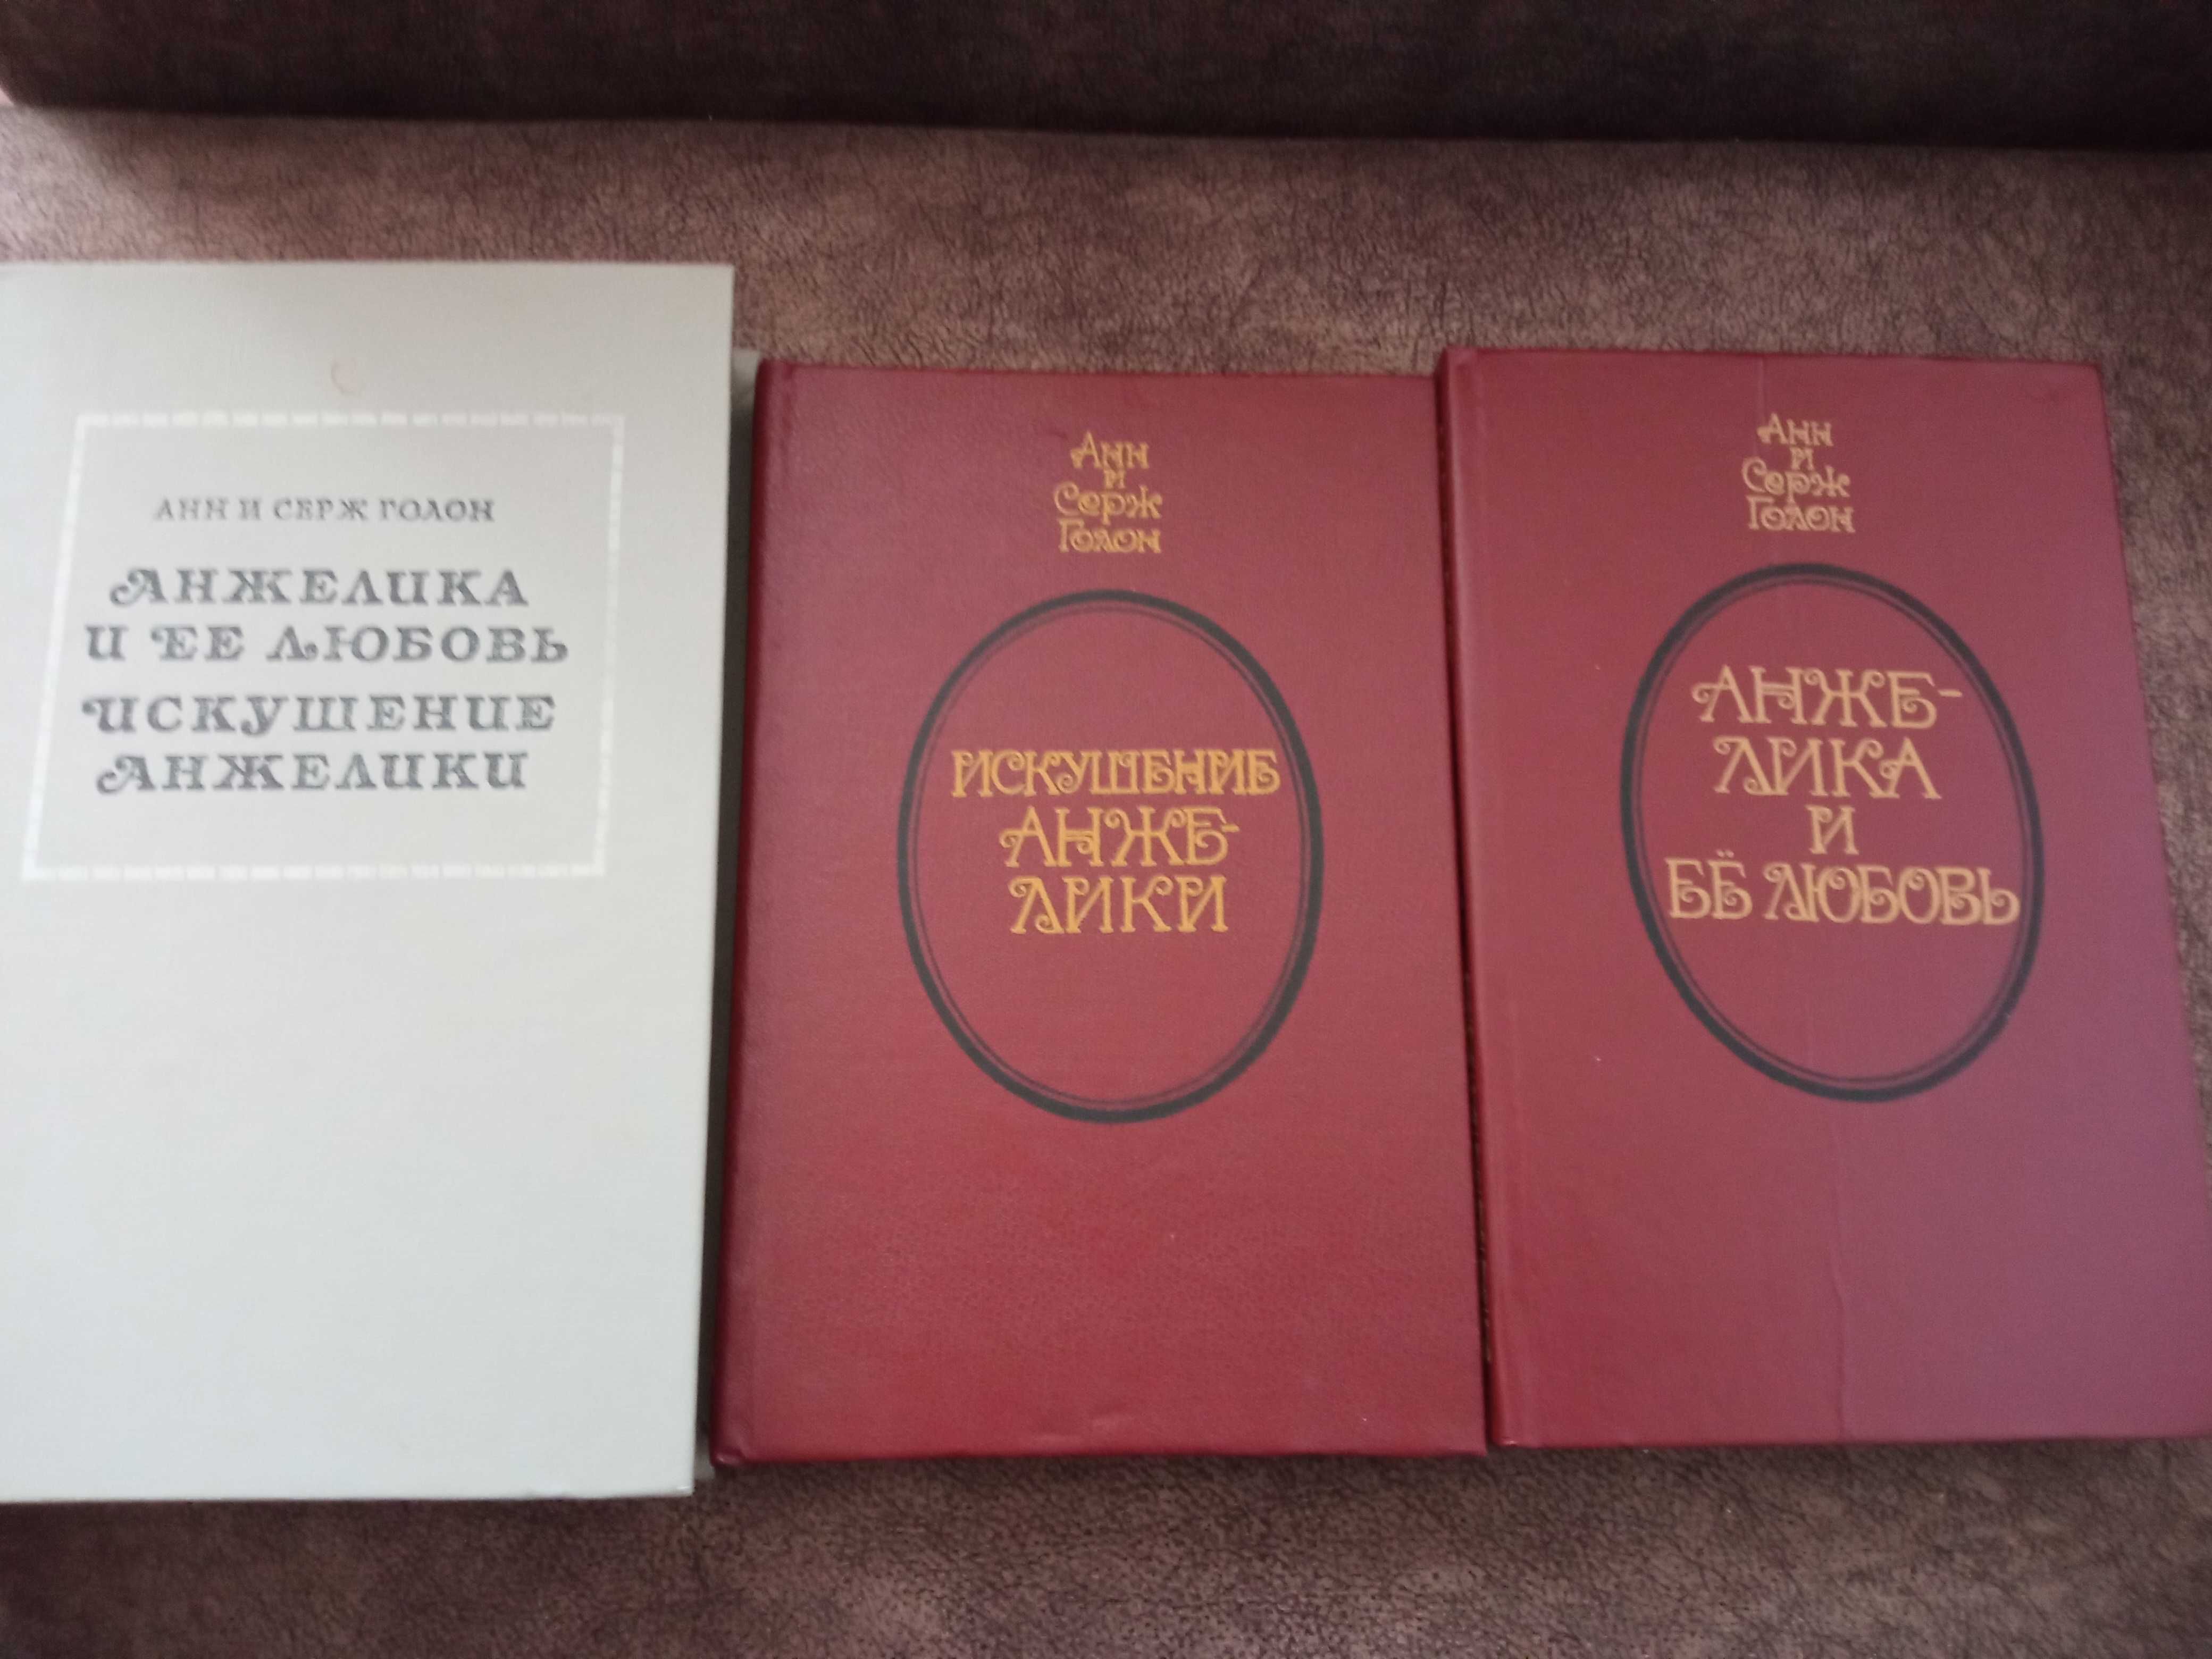 АНН И СЕРЖ ГОЛОН
АНЖЕЛИКА
И ЕЕ ЛЮБОВЬ
ИСКУШЕНИЕ
АНЖЕЛИКИ
Анн
и
Серж
Голон
ИСКУШЕНИЕ
АНЖЕ-
ЛИКИ
Анн
и
Серж
Голон
АНЖЕ-
ЛИКА
И
ЕЁ ЛЮБОВЬ